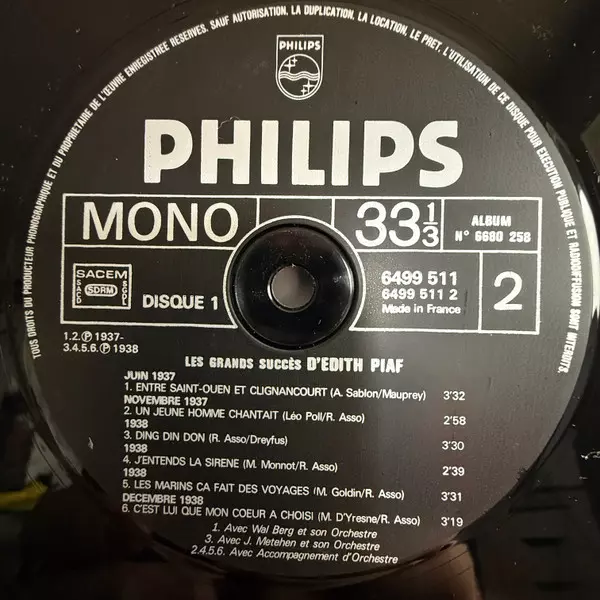 TOUS DROITS DU PRODUCTEUR PHONOGRAPHIQUE ET DU PROPRIETAIRE DE L'ŒUVRE ENREGISTREE RESERVES. SAUF AUTORISATION, LA DUPLICATION, LA LOCATION, LE PRET, L'UTILISATION DE CE DISQUE POUR EXECUTION PUBLIQUE ET RADIODIFFUSION SONT INTERDITS.
PHILIPS
PHILIPS
MONO
33 1/3
ALBUM
N° 6680 258
SACEM
SACD
SDRM
SGDL
DISQUE 1
6499 511
6499 511 2
Made in France
2
1.2.Ⓟ 1937-
3.4.5.6.Ⓟ 1938
LES GRANDS SUCCÈS D'EDITH PIAF
JUIN 1937
1. ENTRE SAINT-OUEN ET CLIGNANCOURT (A. Sablon/Mauprey) 3'32
NOVEMBRE 1937
2. UN JEUNE HOMME CHANTAIT (Léo Poll/R. Asso) 2'58
1938
3. DING DIN DON (R. Asso/Dreyfus) 3'30
1938
4. J'ENTENDS LA SIRENE (M. Monnot/R. Asso) 2'39
1938
5. LES MARINS ÇA FAIT DES VOYAGES (M. Goldin/R. Asso) 3'31
DECEMBRE 1938
6. C'EST LUI QUE MON COEUR A CHOISI (M. D'Yresne/R. Asso) 3'19
1. Avec Wal Berg et son Orchestre
3. Avec J. Metehen et son Orchestre
2.4.5.6. Avec Accompagnement d'Orchestre